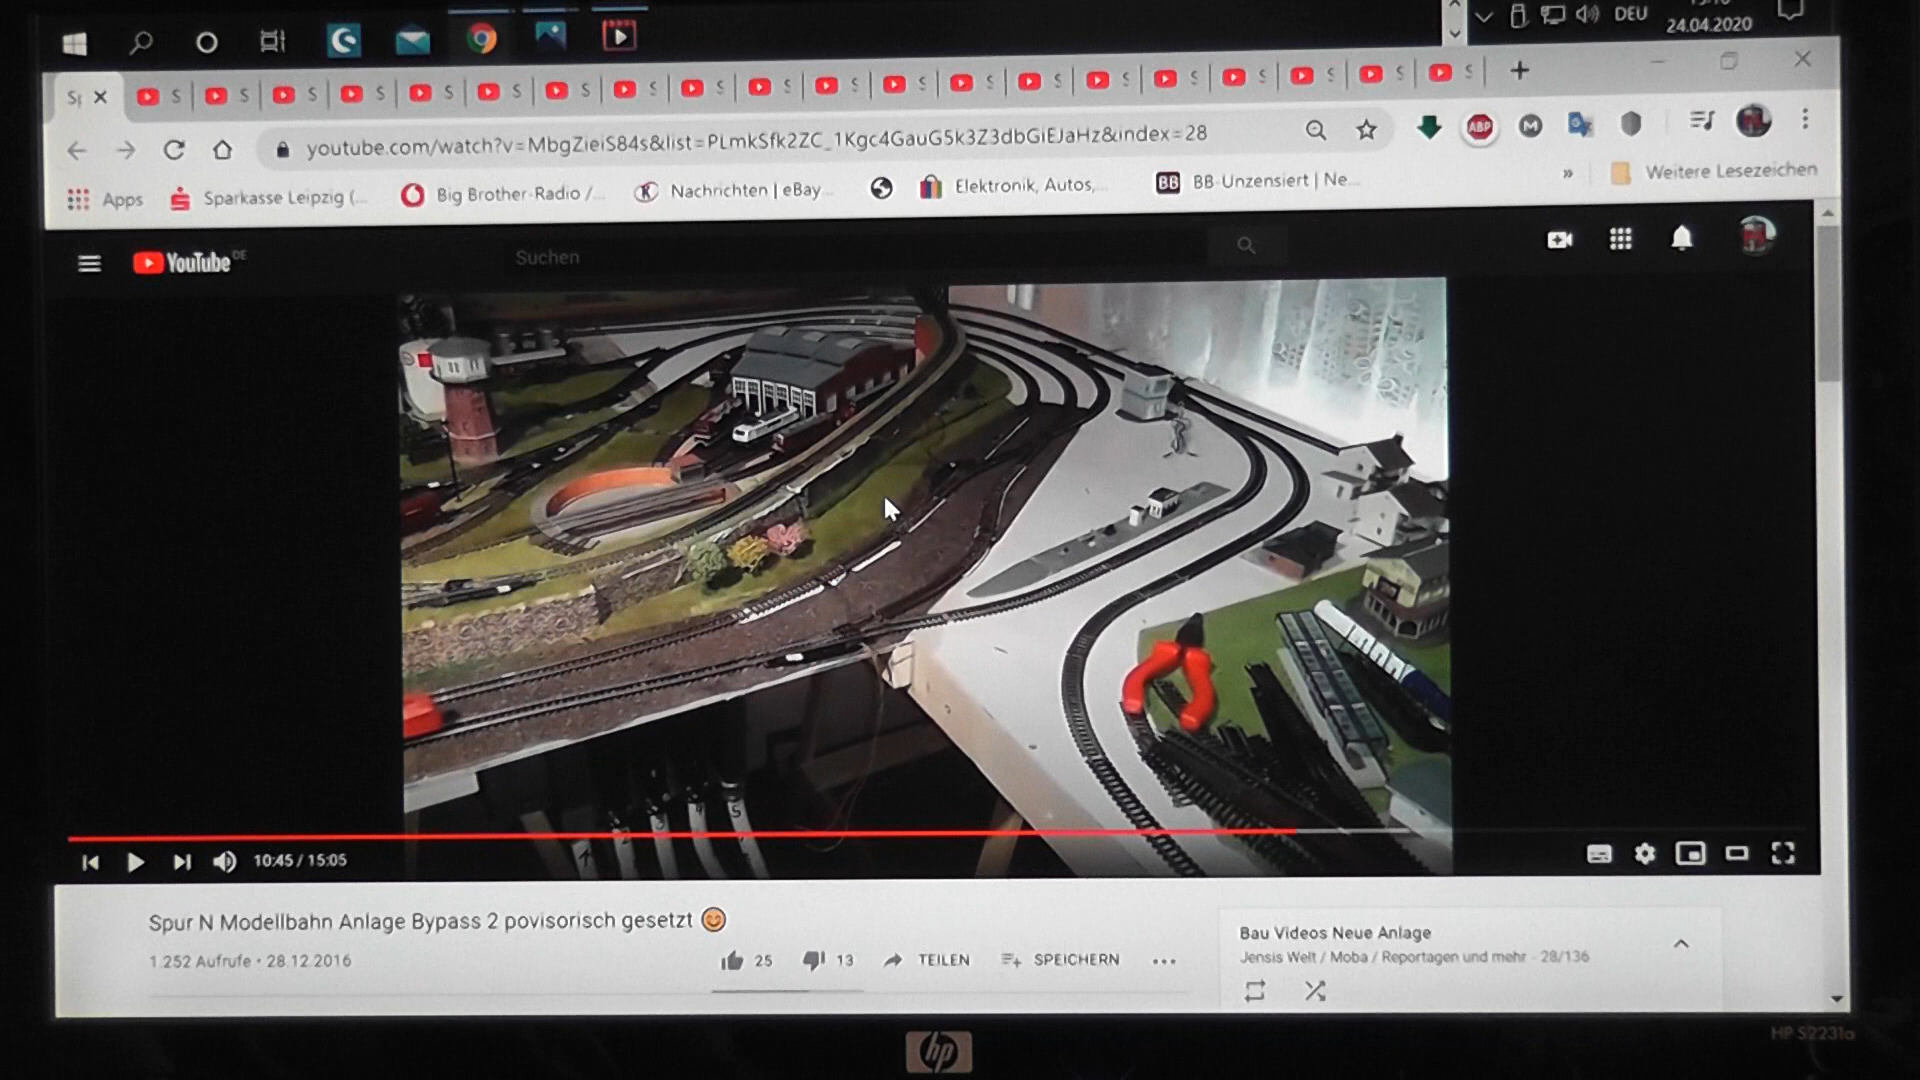 DEU
24.04.2020
S S S S S S S S S S S S S S S S S S S S
youtube.com/watch?v=MbgZieiS84s&list=PLmkSfk2ZC_1Kgc4GauG5k3Z3dbGiEJaHz&index=28
ABP
M
Apps
Sparkasse Leipzig (...
Big Brother-Radio /...
K
Nachrichten | eBay...
Elektronik, Autos,...
BB
BB-Unzensiert | Ne...
»
Weitere Lesezeichen
YouTube DE
Suchen
5
10:45 / 15:05
Spur N Modellbahn Anlage Bypass 2 povisorisch gesetzt
1.252 Aufrufe • 28.12.2016
25
13
TEILEN
SPEICHERN
Bau Videos Neue Anlage
Jensis Welt / Moba / Reportagen und mehr - 28/136
hp
HP S2231a